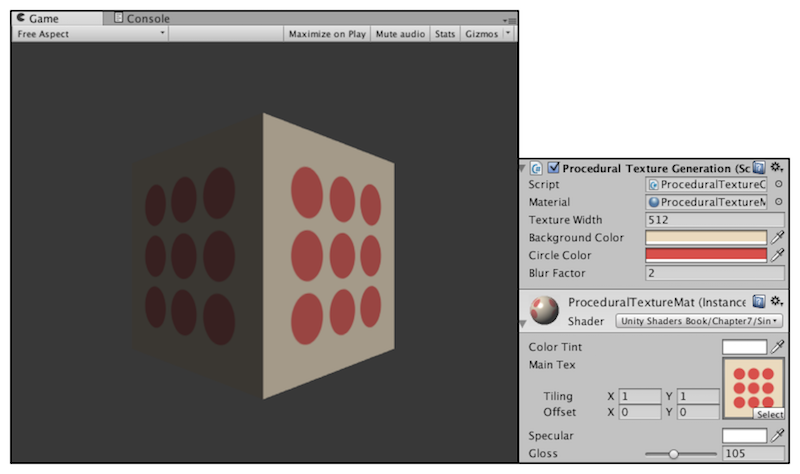 Game Console
Free Aspect Maximize on Play Mute audio Stats Gizmos
Procedural Texture Generation (Sc
Script ProceduralTextureG
Material ProceduralTextureM
Texture Width 512
Background Color
Circle Color
Blur Factor 2
ProceduralTextureMat (Instance
Shader Unity Shaders Book/Chapter7/Sin
Color Tint
Main Tex
Tiling X 1 Y 1
Offset X 0 Y 0
Select
Specular
Gloss 105